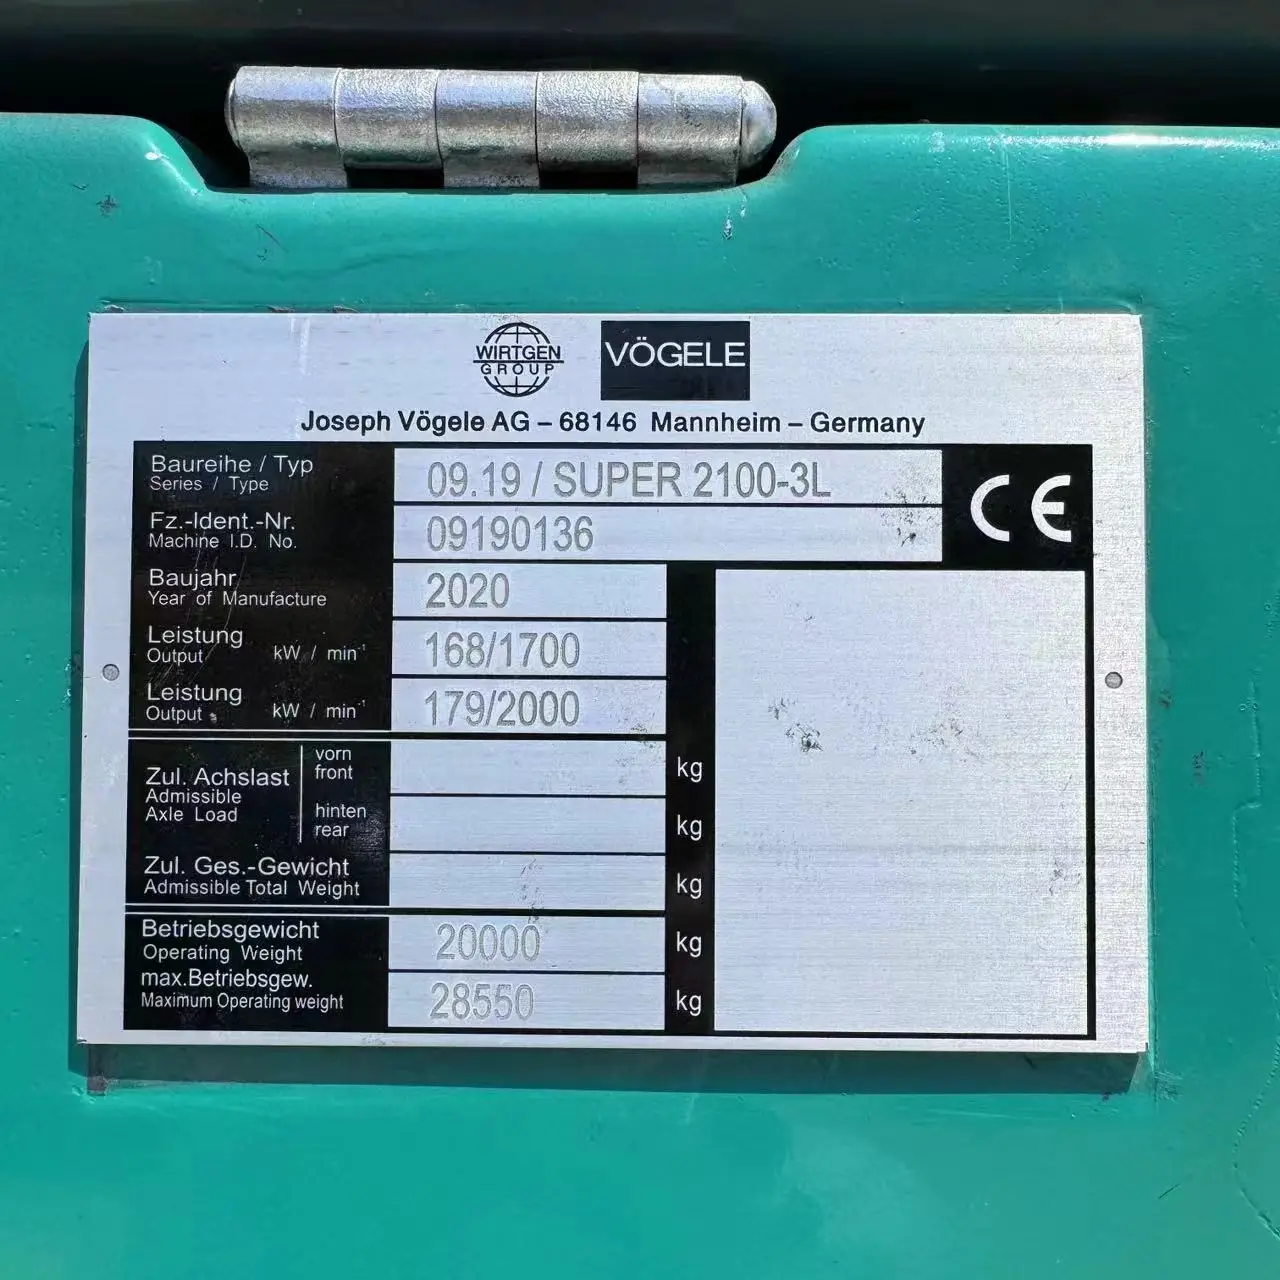 WIRTGEN
GROUP
VÖGELE
Joseph Vögele AG – 68146 Mannheim – Germany
Baureihe / Typ
Series / Type
09.19 / SUPER 2100-3L
Fz.-Ident.-Nr.
Machine I.D. No.
09190136
CE
Baujahr
Year of Manufacture
2020
Leistung
Output kW / min⁻¹
168/1700
Leistung
Output kW / min⁻¹
179/2000
Zul. Achslast
Admissible
Axle Load
vorn
front
kg
hinten
rear
kg
Zul. Ges.-Gewicht
Admissible Total Weight
kg
Betriebsgewicht
Operating Weight
20000 kg
max.Betriebsgew.
Maximum Operating weight
28550 kg